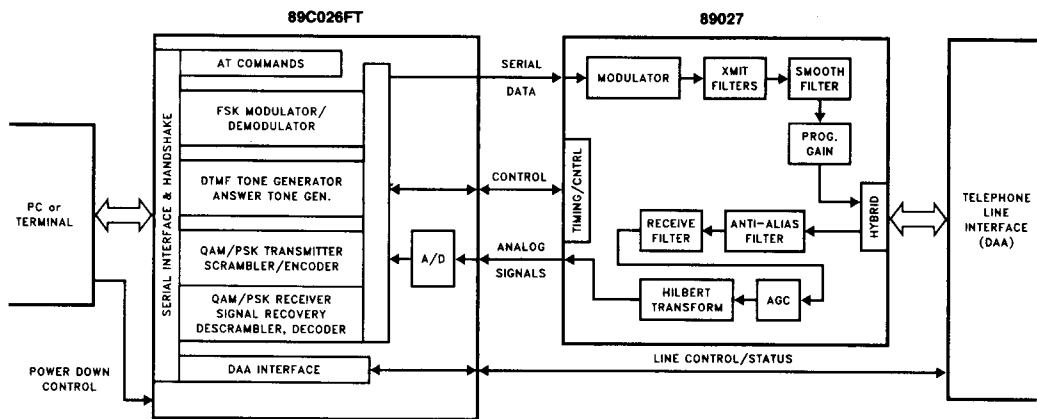 89C026FT
89027
AT COMMANDS
FSK MODULATOR/
DEMODULATOR
DTMF TONE GENERATOR
ANSWER TONE GEN.
QAM/PSK TRANSMITTER
SCRAMBLER/ENCODER
QAM/PSK RECEIVER
SIGNAL RECOVERY
DESCRAMBLER, DECODER
DAA INTERFACE
SERIAL INTERFACE & HANDSHAKE
PC or
TERMINAL
POWER DOWN
CONTROL
A/D
SERIAL
DATA
CONTROL
ANALOG
SIGNALS
LINE CONTROL/STATUS
TIMING/CNTRL
MODULATOR
XMIT
FILTERS
SMOOTH
FILTER
PROG.
GAIN
HYBRID
RECEIVE
FILTER
ANTI-ALIAS
FILTER
HILBERT
TRANSFORM
AGC
TELEPHONE
LINE
INTERFACE
(DAA)